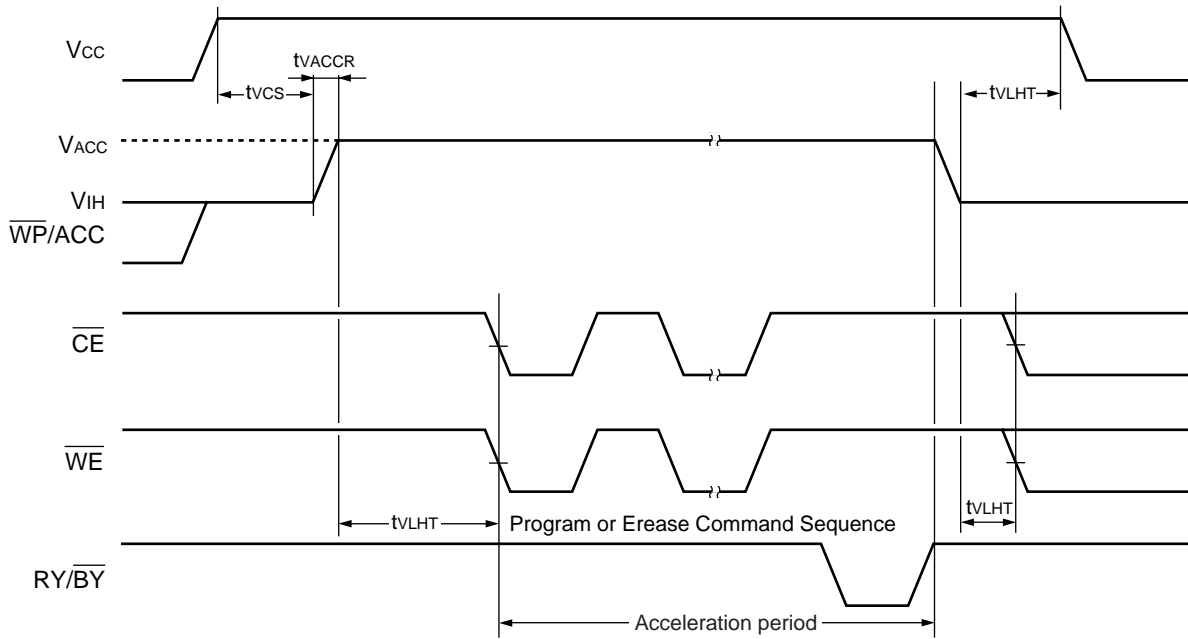 VCC
tVACCR
tVCS
tVLHT
VACC
VIH
WP/ACC
CE
WE
tVLHT
Program or Erease Command Sequence
tVLHT
RY/BY
Acceleration period